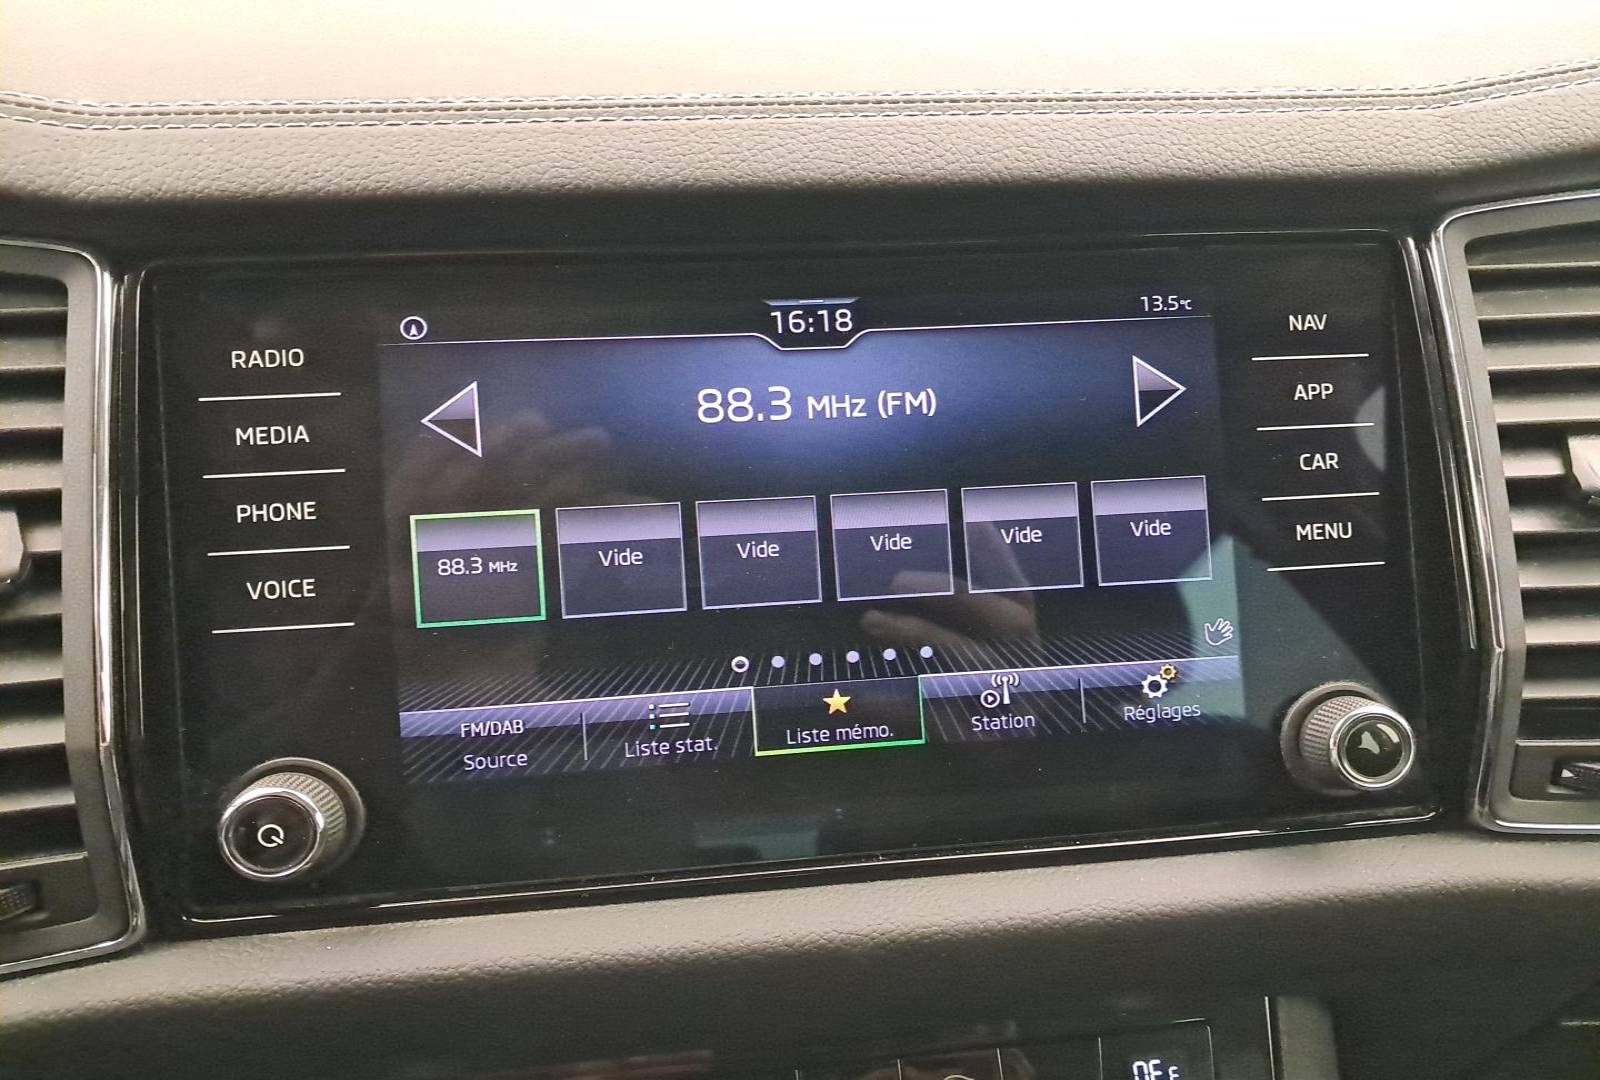 16:18
13.5°C
88.3 MHz (FM)
RADIO
MEDIA
PHONE
VOICE
88.3 MHz
Vide
Vide
Vide
Vide
Vide
FM/DAB
Source
Liste stat.
Liste mémo.
Station
Réglages
NAV
APP
CAR
MENU